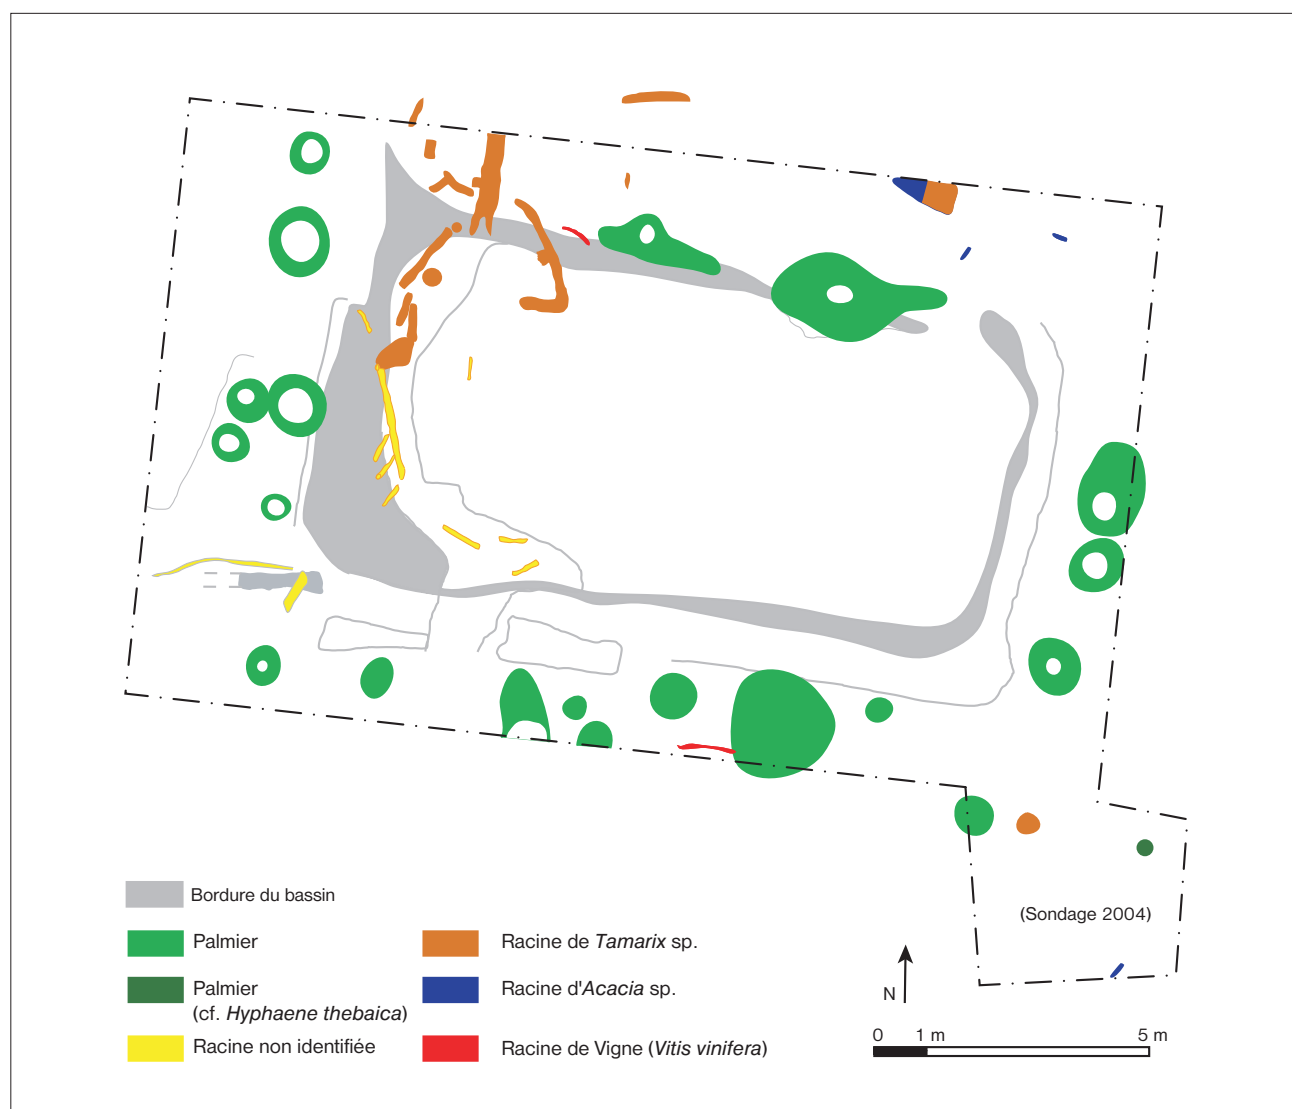 (Sondage 2004)
Bordure du bassin
Palmier
Palmier
(cf. Hyphaene thebaica)
Racine non identifiée
Racine de Tamarix sp.
Racine d'Acacia sp.
Racine de Vigne (Vitis vinifera)
N
0 1 m 5 m